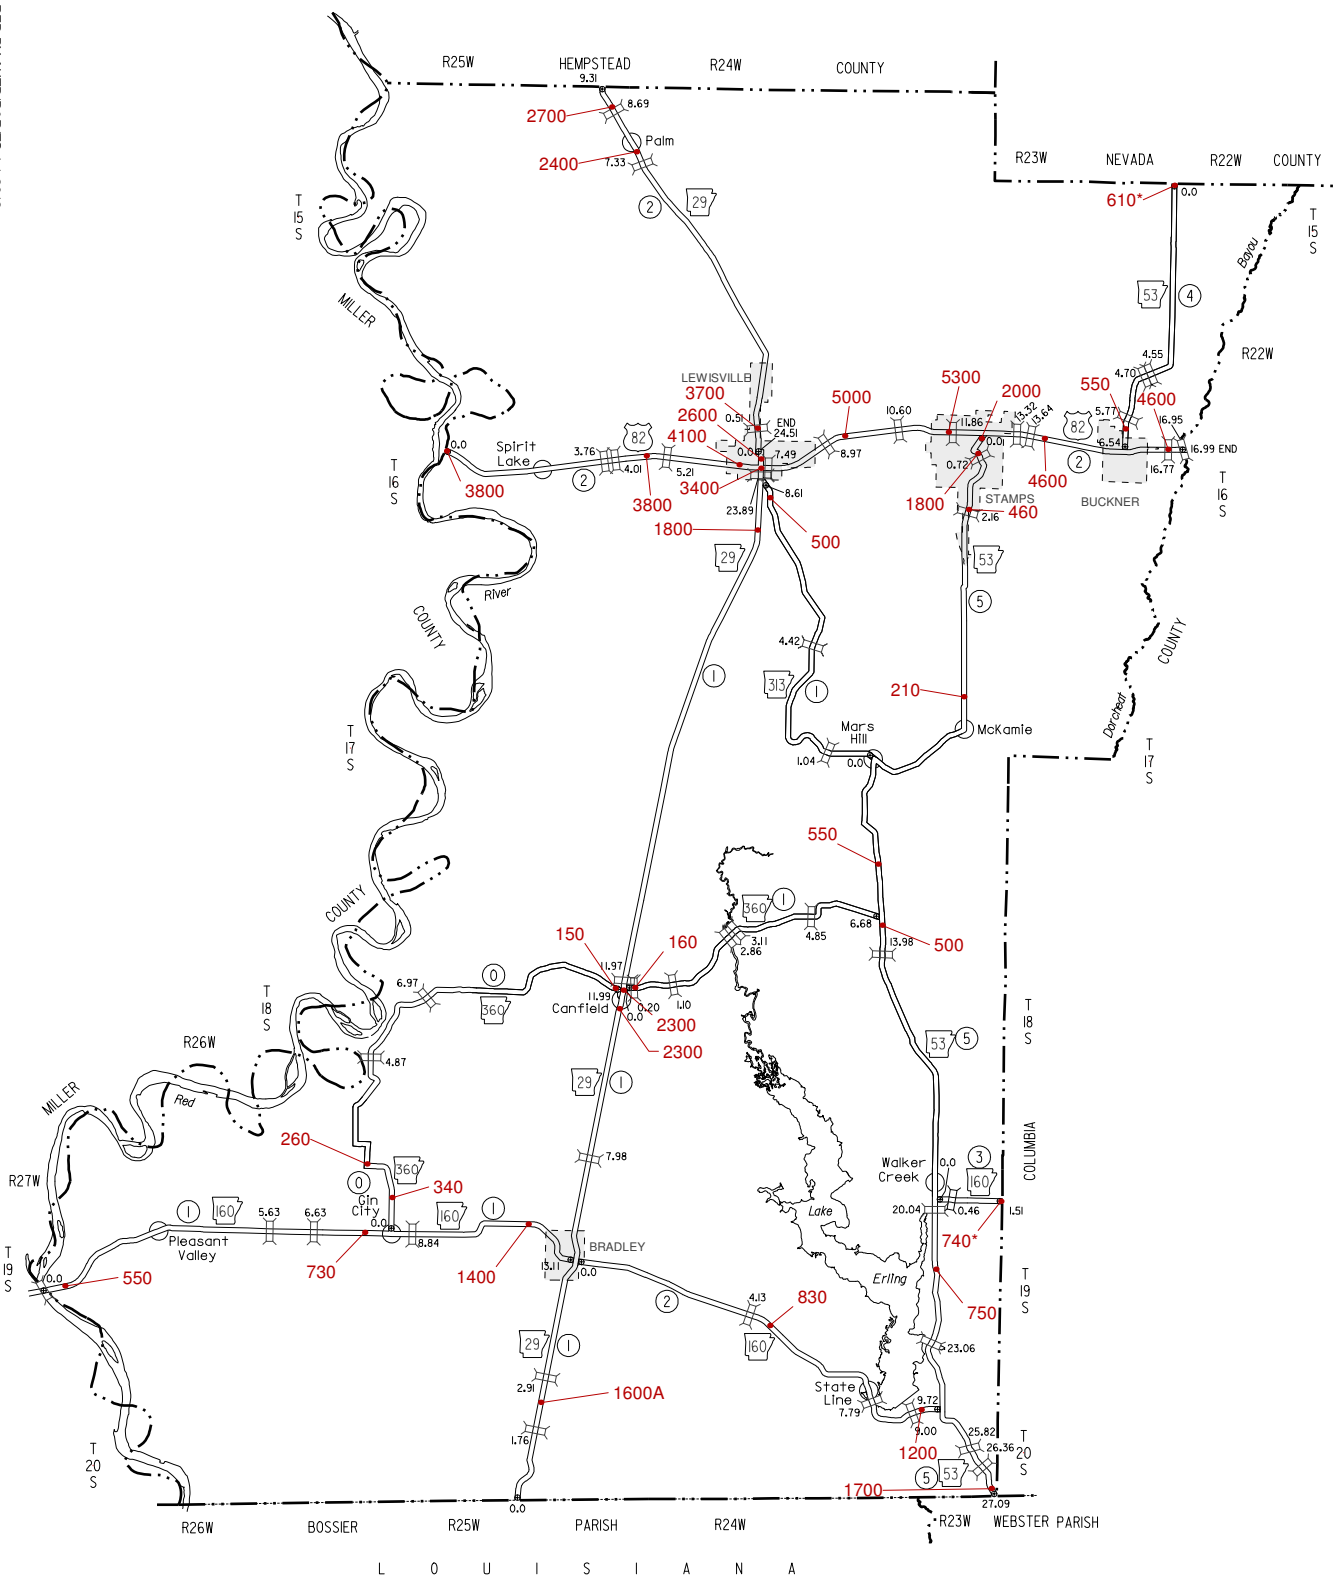 R25W
HEMPSTEAD
R24W
COUNTY
9.31
8.69
2700
Palm
2400
7.33
29
2
R23W
NEVADA
R22W
COUNTY
610*
0.0
T
15
S
T
15
S
Bayou
MILLER
53
4
R22W
4.55
4.70
LEWISVILLE
3700
0.51
END
24.51
5000
10.60
5300
2000
11.86
0.01
13.32
13.64
550
4600
5.77
16.95
2600
0.0
7.49
82
4100
8.97
82
6.54
16.99 END
16.77
0.0
Spirit
Lake
3.76
4.01
5.21
2
3800
3800
3400
0.72
4600
2
T
16
S
8.61
23.89
1800
STAMPS
460
2.16
BUCKNER
T
16
S
1800
500
29
53
River
5
COUNTY
4.42
COUNTY
313
1
1
210
Mars
Hill
McKamie
Dorcheat
T
17
S
1.04
0.0
T
17
S
550
COUNTY
360
1
6.68
3.11
4.85
2.86
13.98
500
150
160
11.97
6.97
0
360
11.99
Canfield
0.20
0.0
1.10
2300
2300
T
18
S
T
18
S
R26W
4.87
53
5
29
1
MILLER
Red
260
7.98
Walker
Creek
0.0
3
160
COLUMBIA
R27W
360
0
340
Gin
City
0.0
20.04
0.46
1.51
1
160
5.63
6.63
160
1
Lake
Pleasant
Valley
8.84
730
1400
13.11
BRADLEY
0.0
740*
T
19
S
0.0
550
Erling
750
T
19
S
2
4.13
830
29
1
160
23.06
2.91
1600A
State
Line
7.79
9.72
9.00
1200
1.76
25.82
26.36
T
20
S
T
20
S
5
53
1700
0.0
27.09
R26W
BOSSIER
R25W
PARISH
R24W
R23W
WEBSTER PARISH
L O U I S I A N A